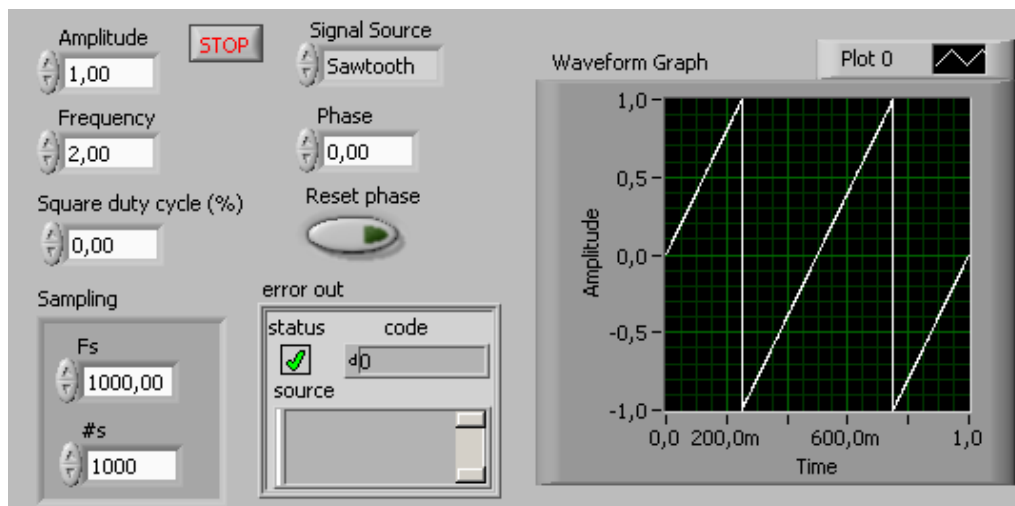 Amplitude
1,00
STOP
Signal Source
Sawtooth
Frequency
2,00
Phase
0,00
Square duty cycle (%)
0,00
Reset phase
Sampling
Fs
1000,00
#s
1000
error out
status
code
d0
source
Waveform Graph
Plot 0
Amplitude
1,0
0,5
0,0
-0,5
-1,0
0,0 200,0m 600,0m 1,0
Time